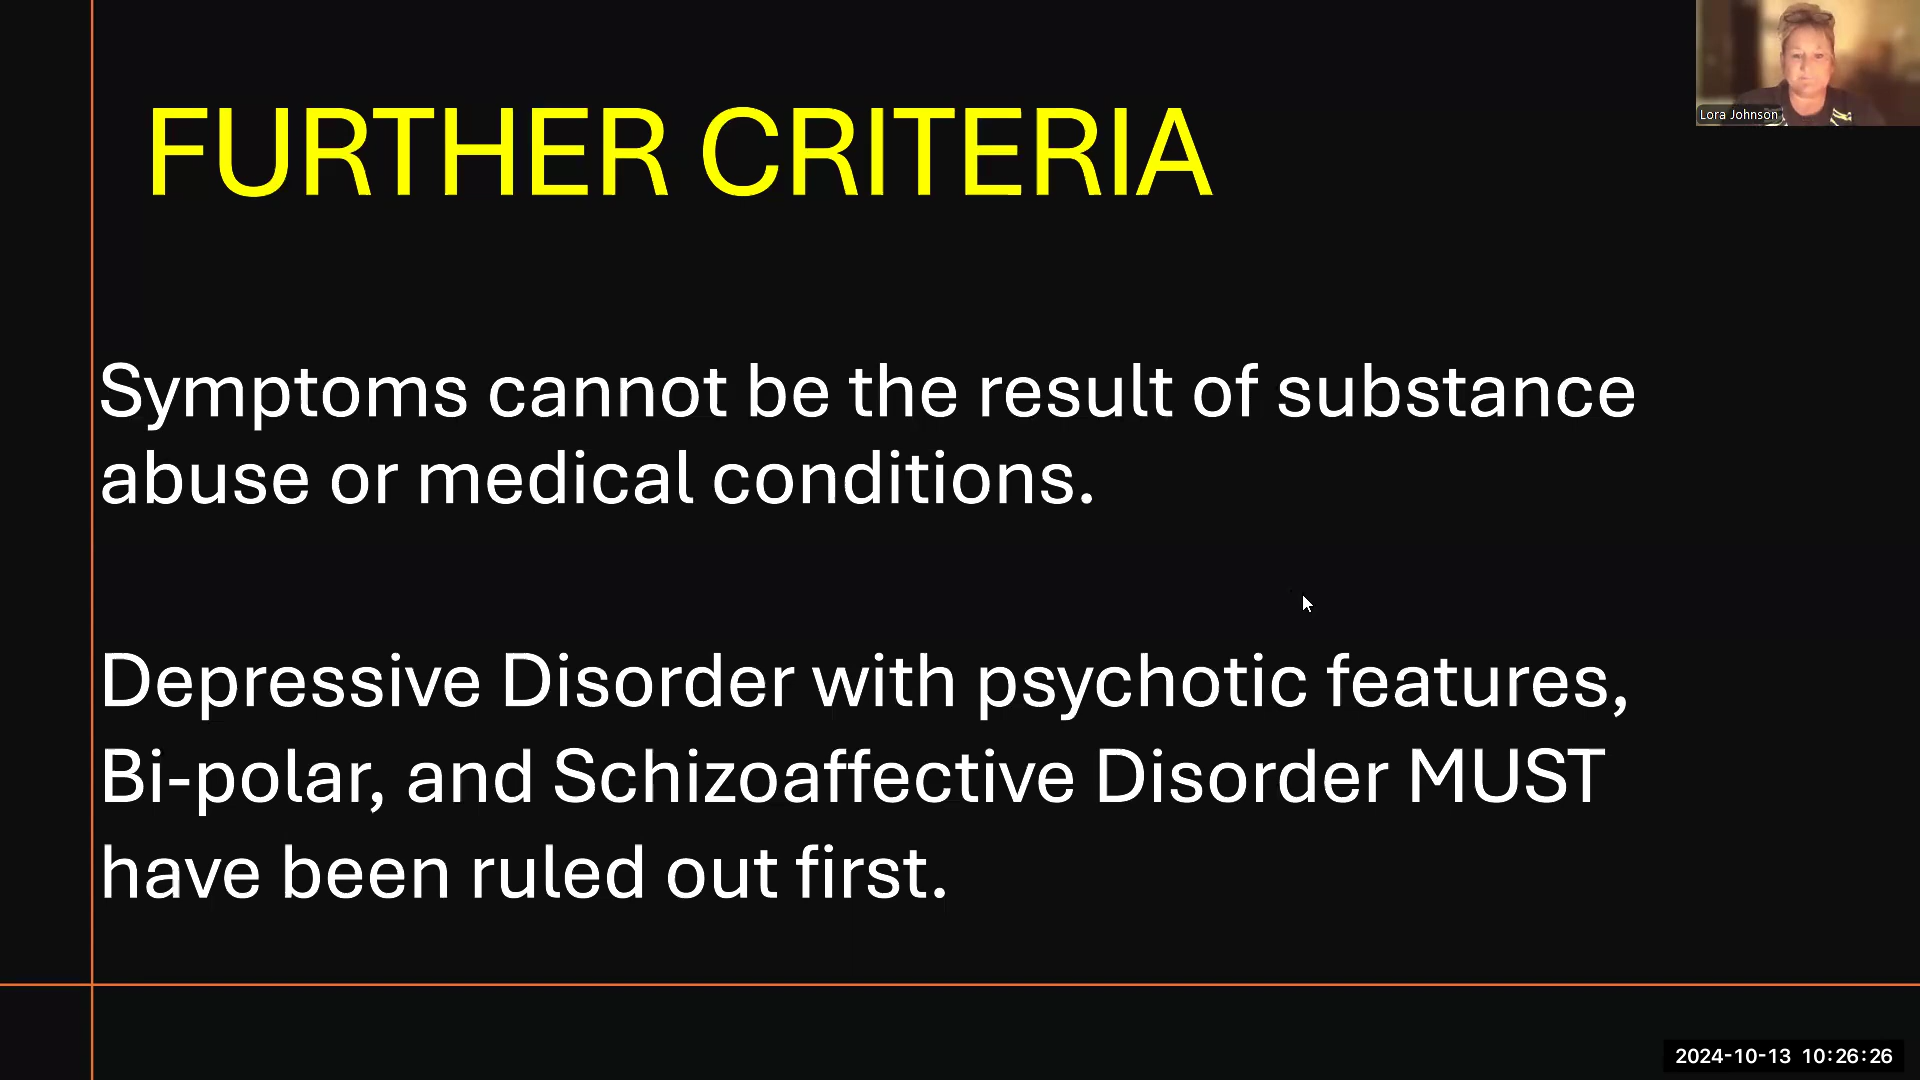 Lora Johnson
FURTHER CRITERIA
Symptoms cannot be the result of substance
abuse or medical conditions.
Depressive Disorder with psychotic features,
Bi-polar, and Schizoaffective Disorder MUST
have been ruled out first.
2024-10-13 10:26:26